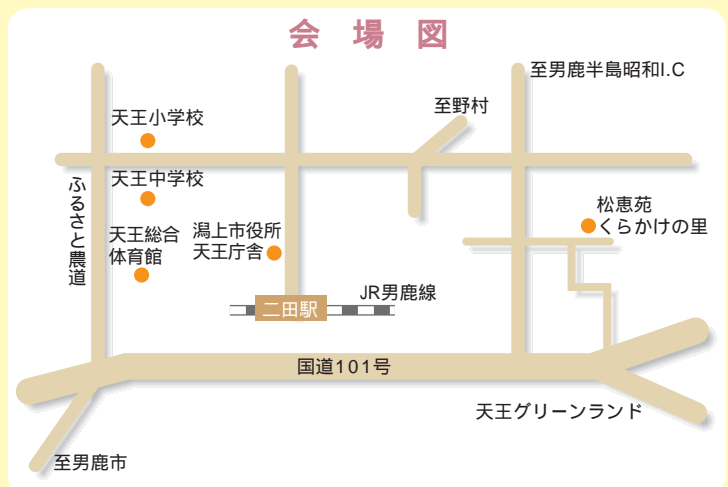 会場図
至男鹿半島昭和I.C
至野村
天王小学校
天王中学校
ふるさと農道
天王総合
体育館
潟上市役所
天王庁舎
松恵苑
くらかけの里
JR男鹿線
二田駅
国道101号
天王グリーンランド
至男鹿市